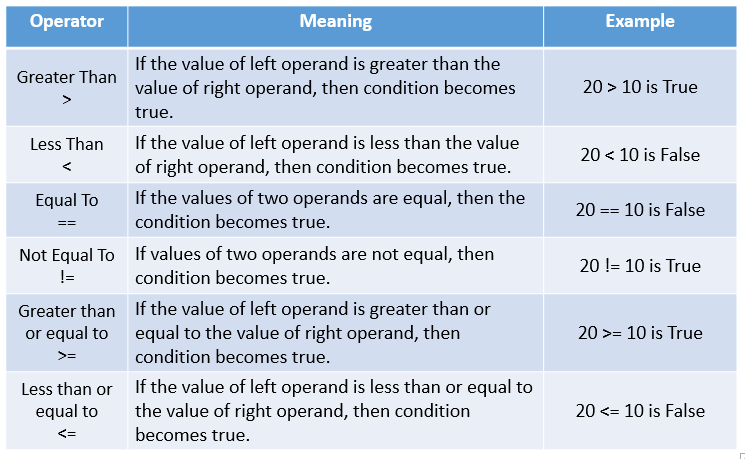 Operator Meaning Example
Greater Than
>
If the value of left operand is greater than the
value of right operand, then condition becomes
true.
20 > 10 is True
Less Than
<
If the value of left operand is less than the value
of right operand, then condition becomes true.
20 < 10 is False
Equal To
==
If the values of two operands are equal, then the
condition becomes true.
20 == 10 is False
Not Equal To
!=
If values of two operands are not equal, then
condition becomes true.
20 != 10 is True
Greater than
or equal to
>=
If the value of left operand is greater than or
equal to the value of right operand, then
condition becomes true.
20 >= 10 is True
Less than or
equal to
<=
If the value of left operand is less than or equal to
the value of right operand, then condition
becomes true.
20 <= 10 is False